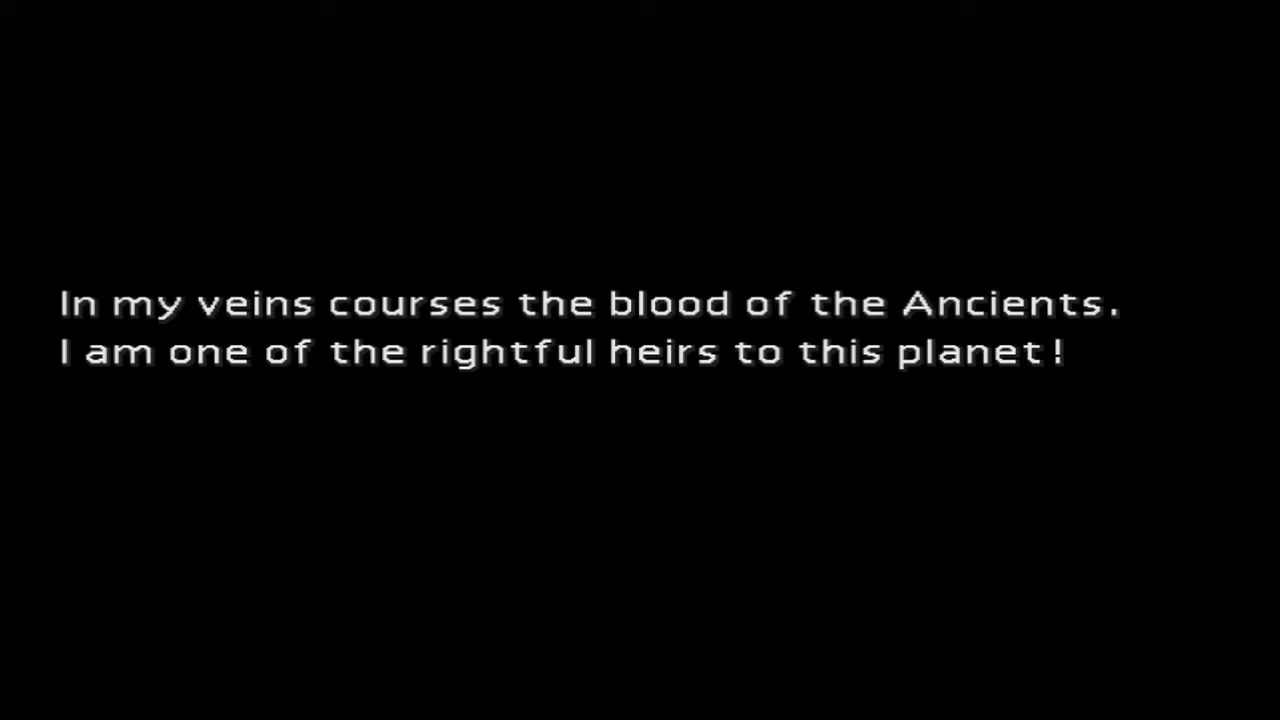 In my veins courses the blood of the Ancients.
I am one of the rightful heirs to this planet!